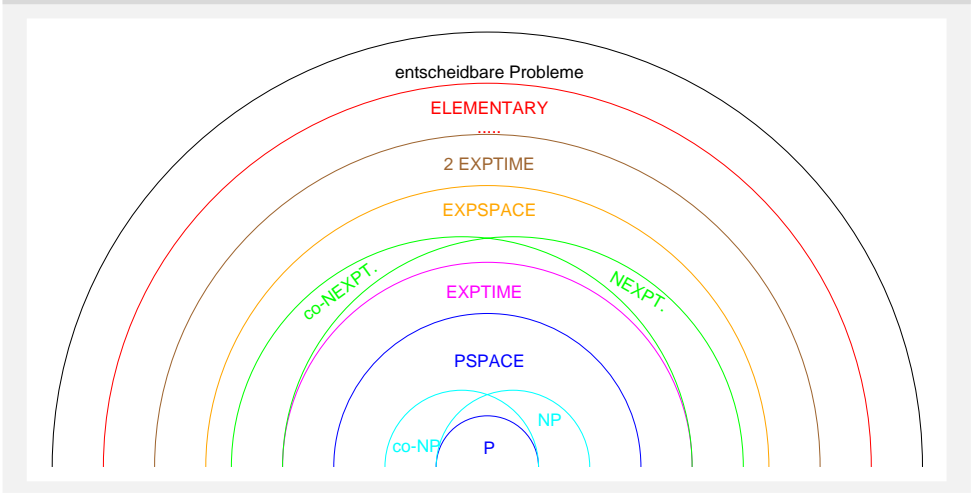 entscheidbare Probleme
ELEMENTARY
.....
2 EXPTIME
EXPSPACE
co-NEXPT.
NEXPT.
EXPTIME
PSPACE
co-NP
NP
P